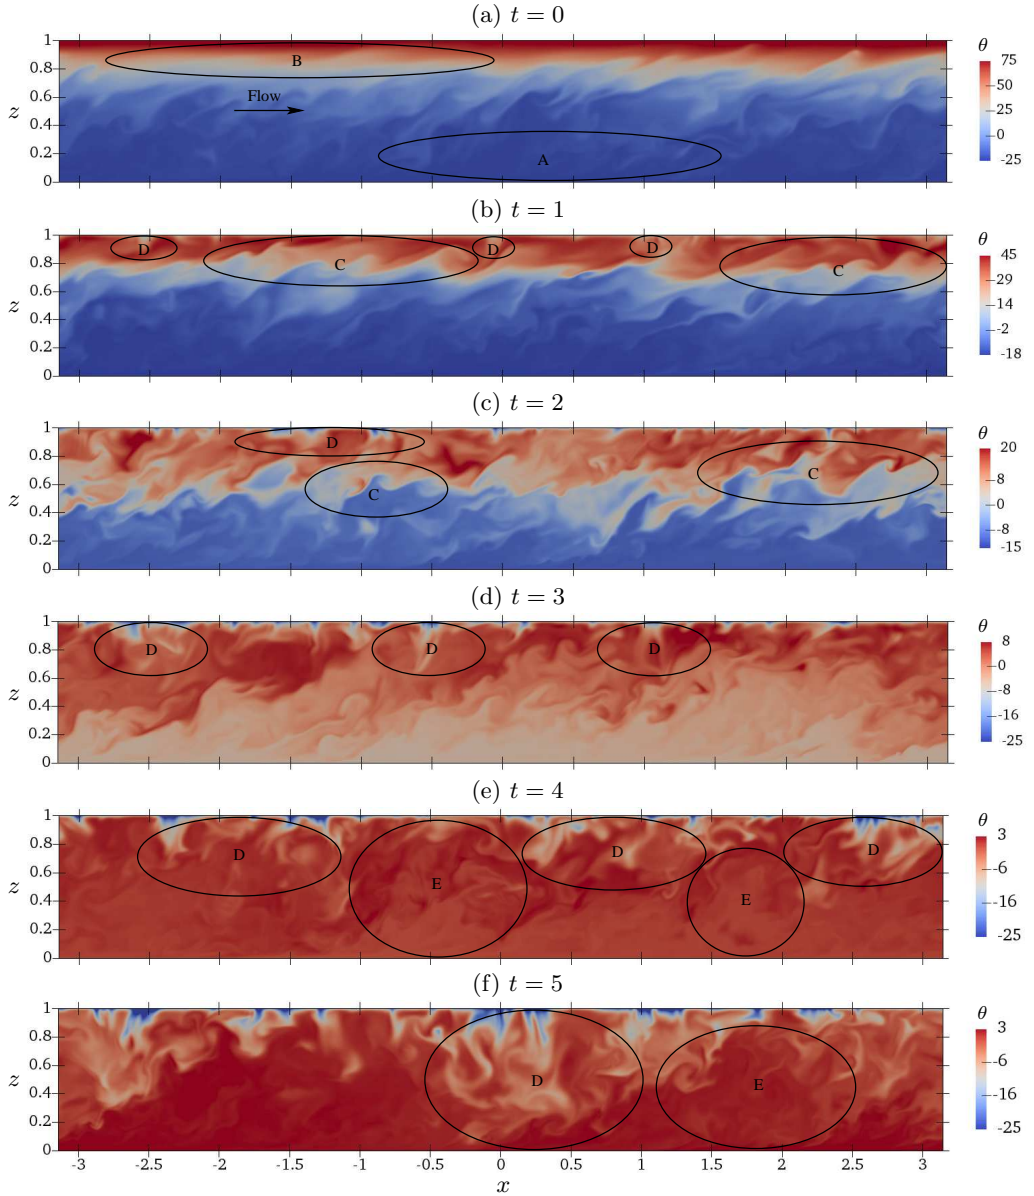 (a) t = 0
1
0.8
0.6
0.4
0.2
0
z
B
Flow
A
θ
75
50
25
0
-25
(b) t = 1
1
0.8
0.6
0.4
0.2
0
z
D
C
D
D
C
θ
45
29
14
-2
-18
(c) t = 2
1
0.8
0.6
0.4
0.2
0
z
D
C
C
θ
20
9
0
-8
-15
(d) t = 3
1
0.8
0.6
0.4
0.2
0
z
D
D
D
θ
8
0
-8
-16
-25
(e) t = 4
1
0.8
0.6
0.4
0.2
0
z
D
E
D
E
D
θ
3
-6
-16
-25
(f) t = 5
1
0.8
0.6
0.4
0.2
0
z
D
E
θ
3
-6
-16
-25
-3 -2.5 -2 -1.5 -1 -0.5 0 0.5 1 1.5 2 2.5 3
x